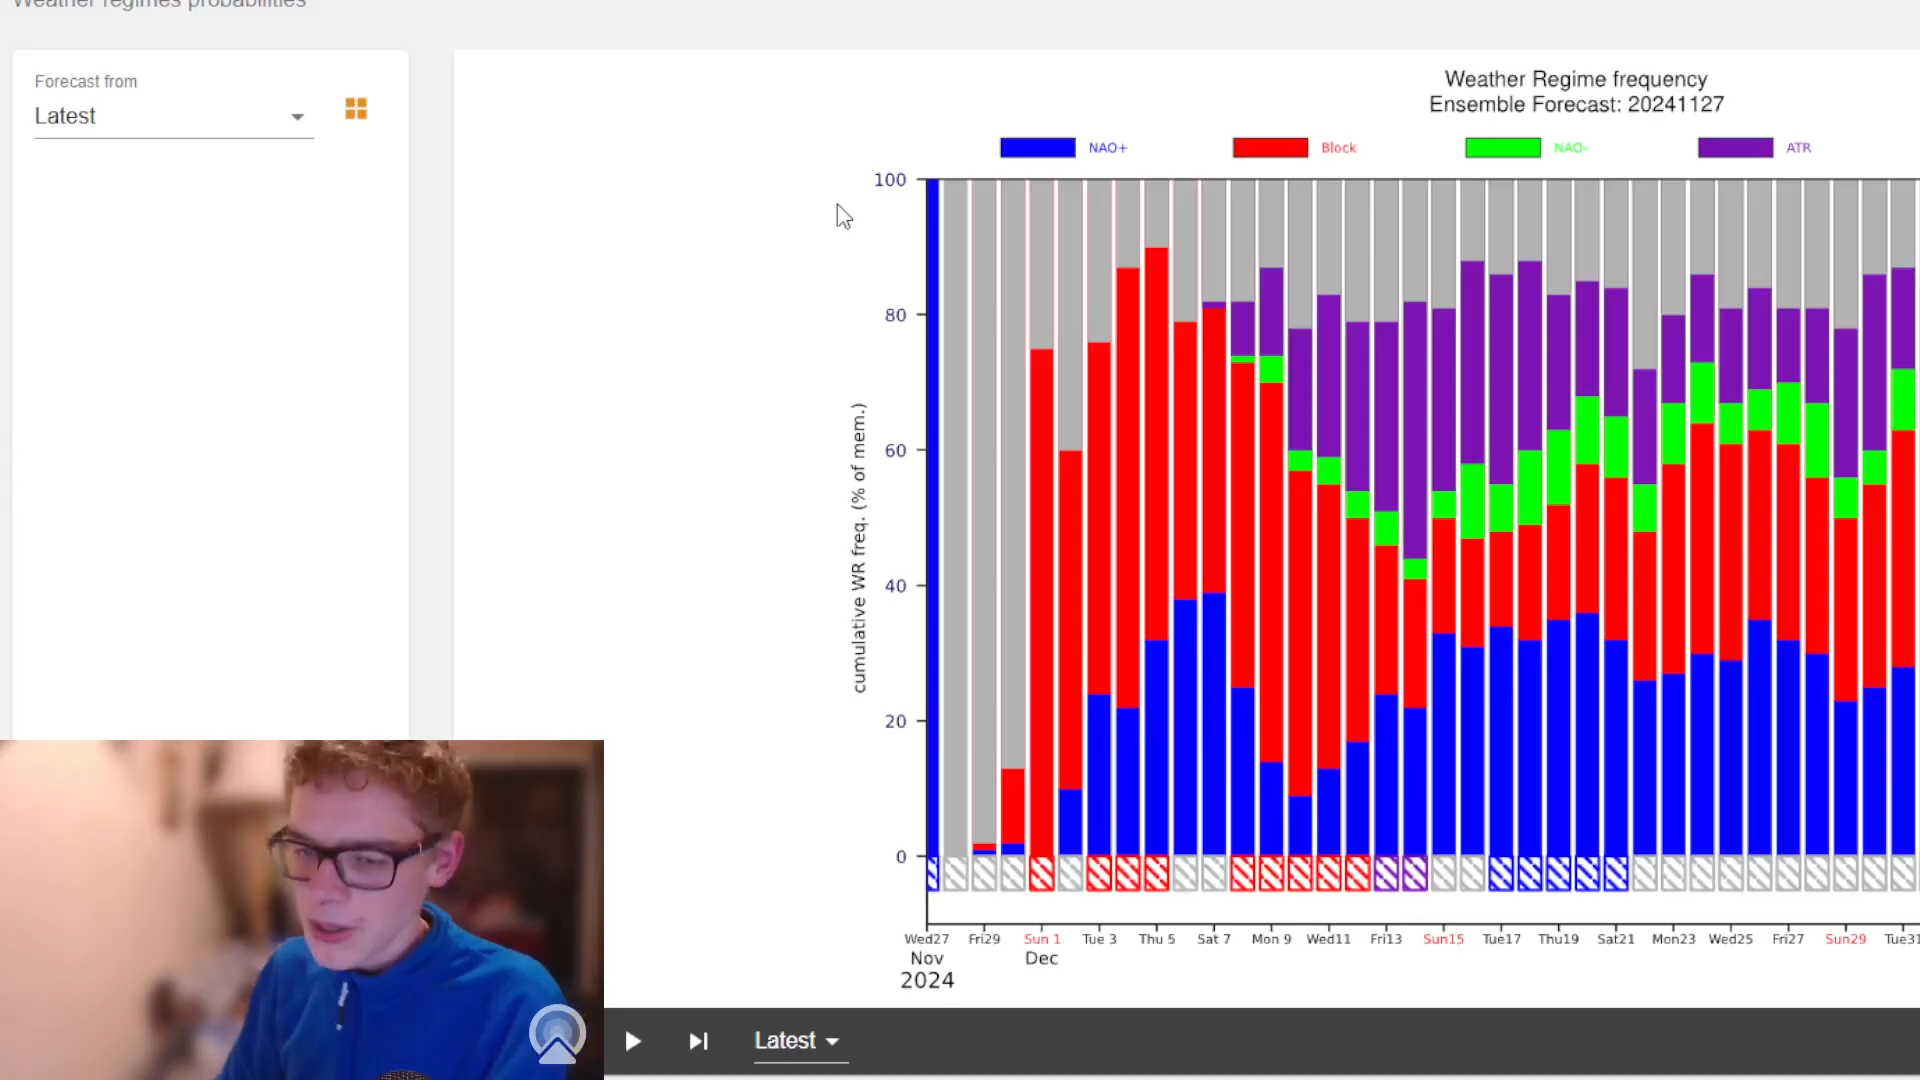 Weather regimes probabilities
Forecast from
Latest
Weather Regime frequency
Ensemble Forecast: 20241127
NAO+
Block
NAO-
ATR
100
80
60
40
20
0
cumulative WR freq. (% of mem.)
Wed27 Fri29 Sun 1 Tue 3 Thu 5 Sat 7 Mon 9 Wed11 Fri13 Sun15 Tue17 Thu19 Sat21 Mon23 Wed25 Fri27 Sun29 Tue31
Nov Dec
2024
Latest